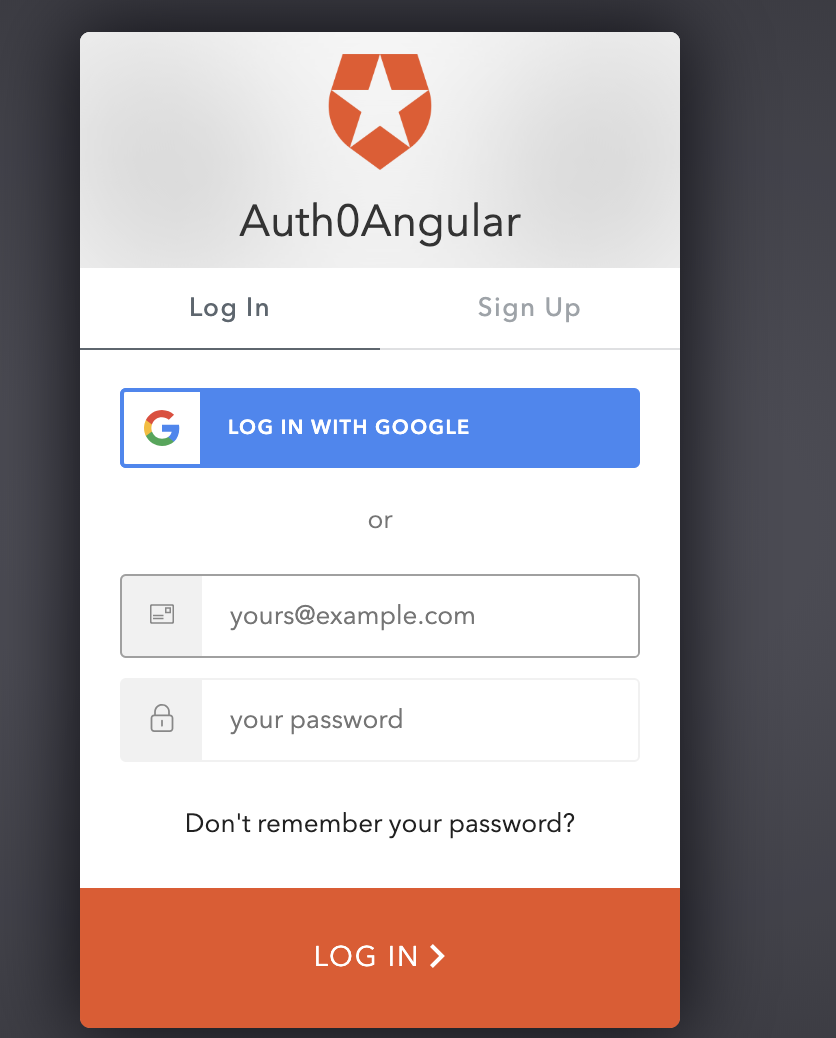 Auth0Angular
Log In
Sign Up
LOG IN WITH GOOGLE
or
yours@example.com
your password
Don't remember your password?
LOG IN